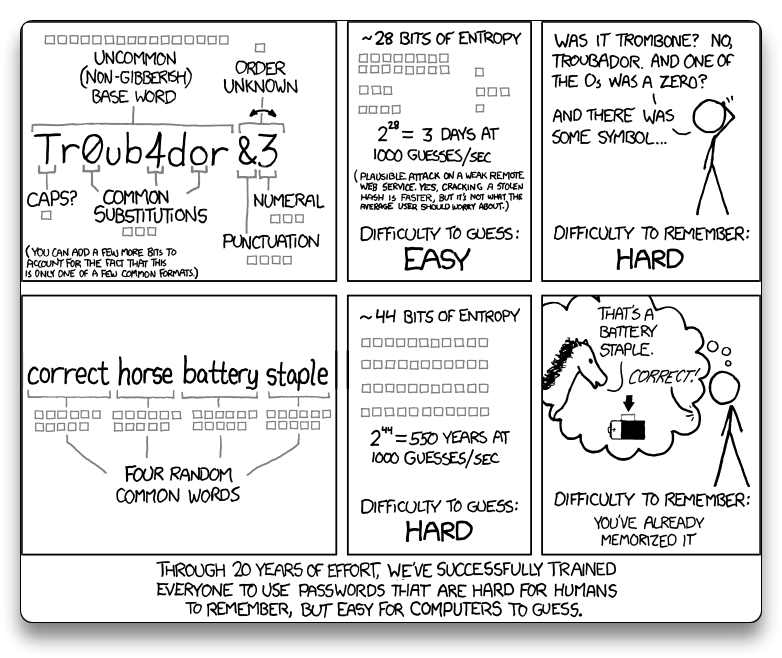 UNCOMMON
(NON-GIBBERISH)
BASE WORD
ORDER
UNKNOWN
Tr0ub4dor &3
CAPS?
COMMON
SUBSTITUTIONS
NUMERAL
PUNCTUATION
(YOU CAN ADD A FEW MORE BITS TO
ACCOUNT FOR THE FACT THAT THIS
IS ONLY ONE OF A FEW COMMON FORMATS.)
~28 BITS OF ENTROPY
2²⁸ = 3 DAYS AT
1000 GUESSES/SEC
(PLAUSIBLE ATTACK ON A WEAK REMOTE
WEB SERVICE. YES, CRACKING A STOLEN
HASH IS FASTER, BUT IT'S NOT WHAT THE
AVERAGE USER SHOULD WORRY ABOUT.)
DIFFICULTY TO GUESS:
EASY
WAS IT TROMBONE? NO,
TROUBADOR. AND ONE OF
THE Os WAS A ZERO?
AND THERE WAS
SOME SYMBOL...
DIFFICULTY TO REMEMBER:
HARD
correct horse battery staple
FOUR RANDOM
COMMON WORDS
~44 BITS OF ENTROPY
2⁴⁴ = 550 YEARS AT
1000 GUESSES/SEC
DIFFICULTY TO GUESS:
HARD
THAT'S A
BATTERY
STAPLE.
CORRECT!
DIFFICULTY TO REMEMBER:
YOU'VE ALREADY
MEMORIZED IT
THROUGH 20 YEARS OF EFFORT, WE'VE SUCCESSFULLY TRAINED
EVERYONE TO USE PASSWORDS THAT ARE HARD FOR HUMANS
TO REMEMBER, BUT EASY FOR COMPUTERS TO GUESS.